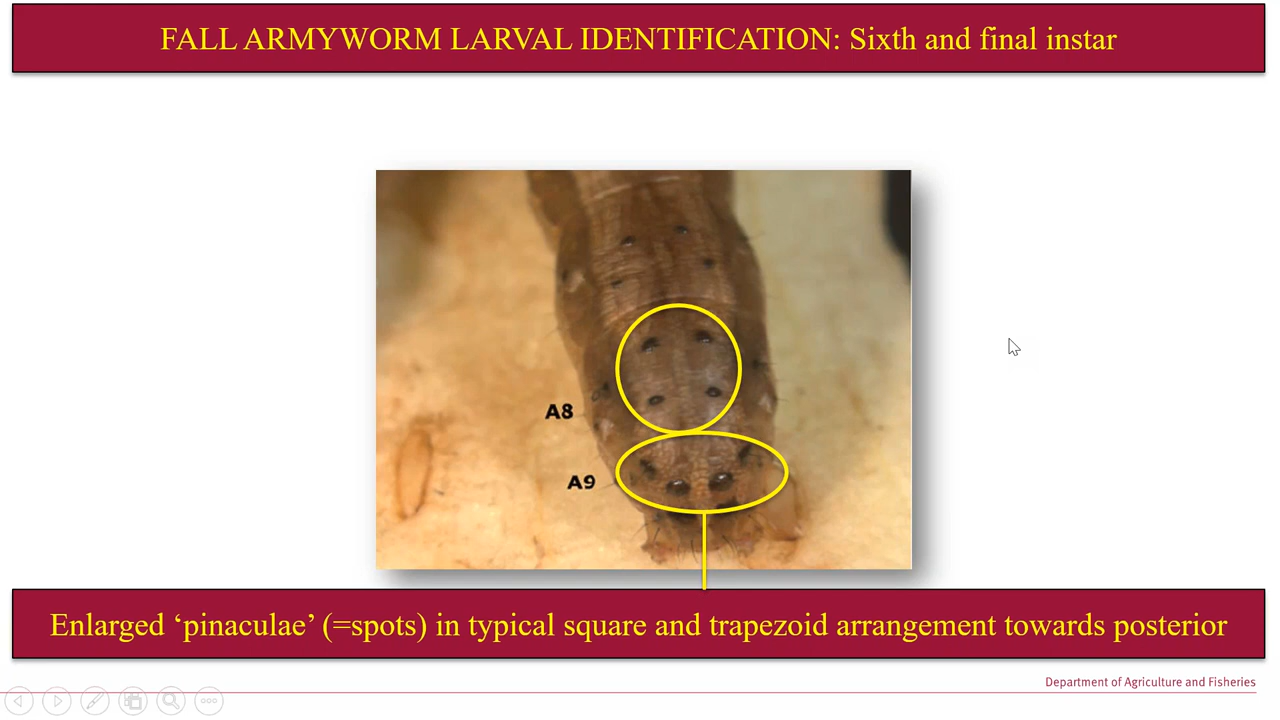 FALL ARMYWORM LARVAL IDENTIFICATION: Sixth and final instar
A8
A9
Enlarged ‘pinaculae’ (=spots) in typical square and trapezoid arrangement towards posterior
Department of Agriculture and Fisheries